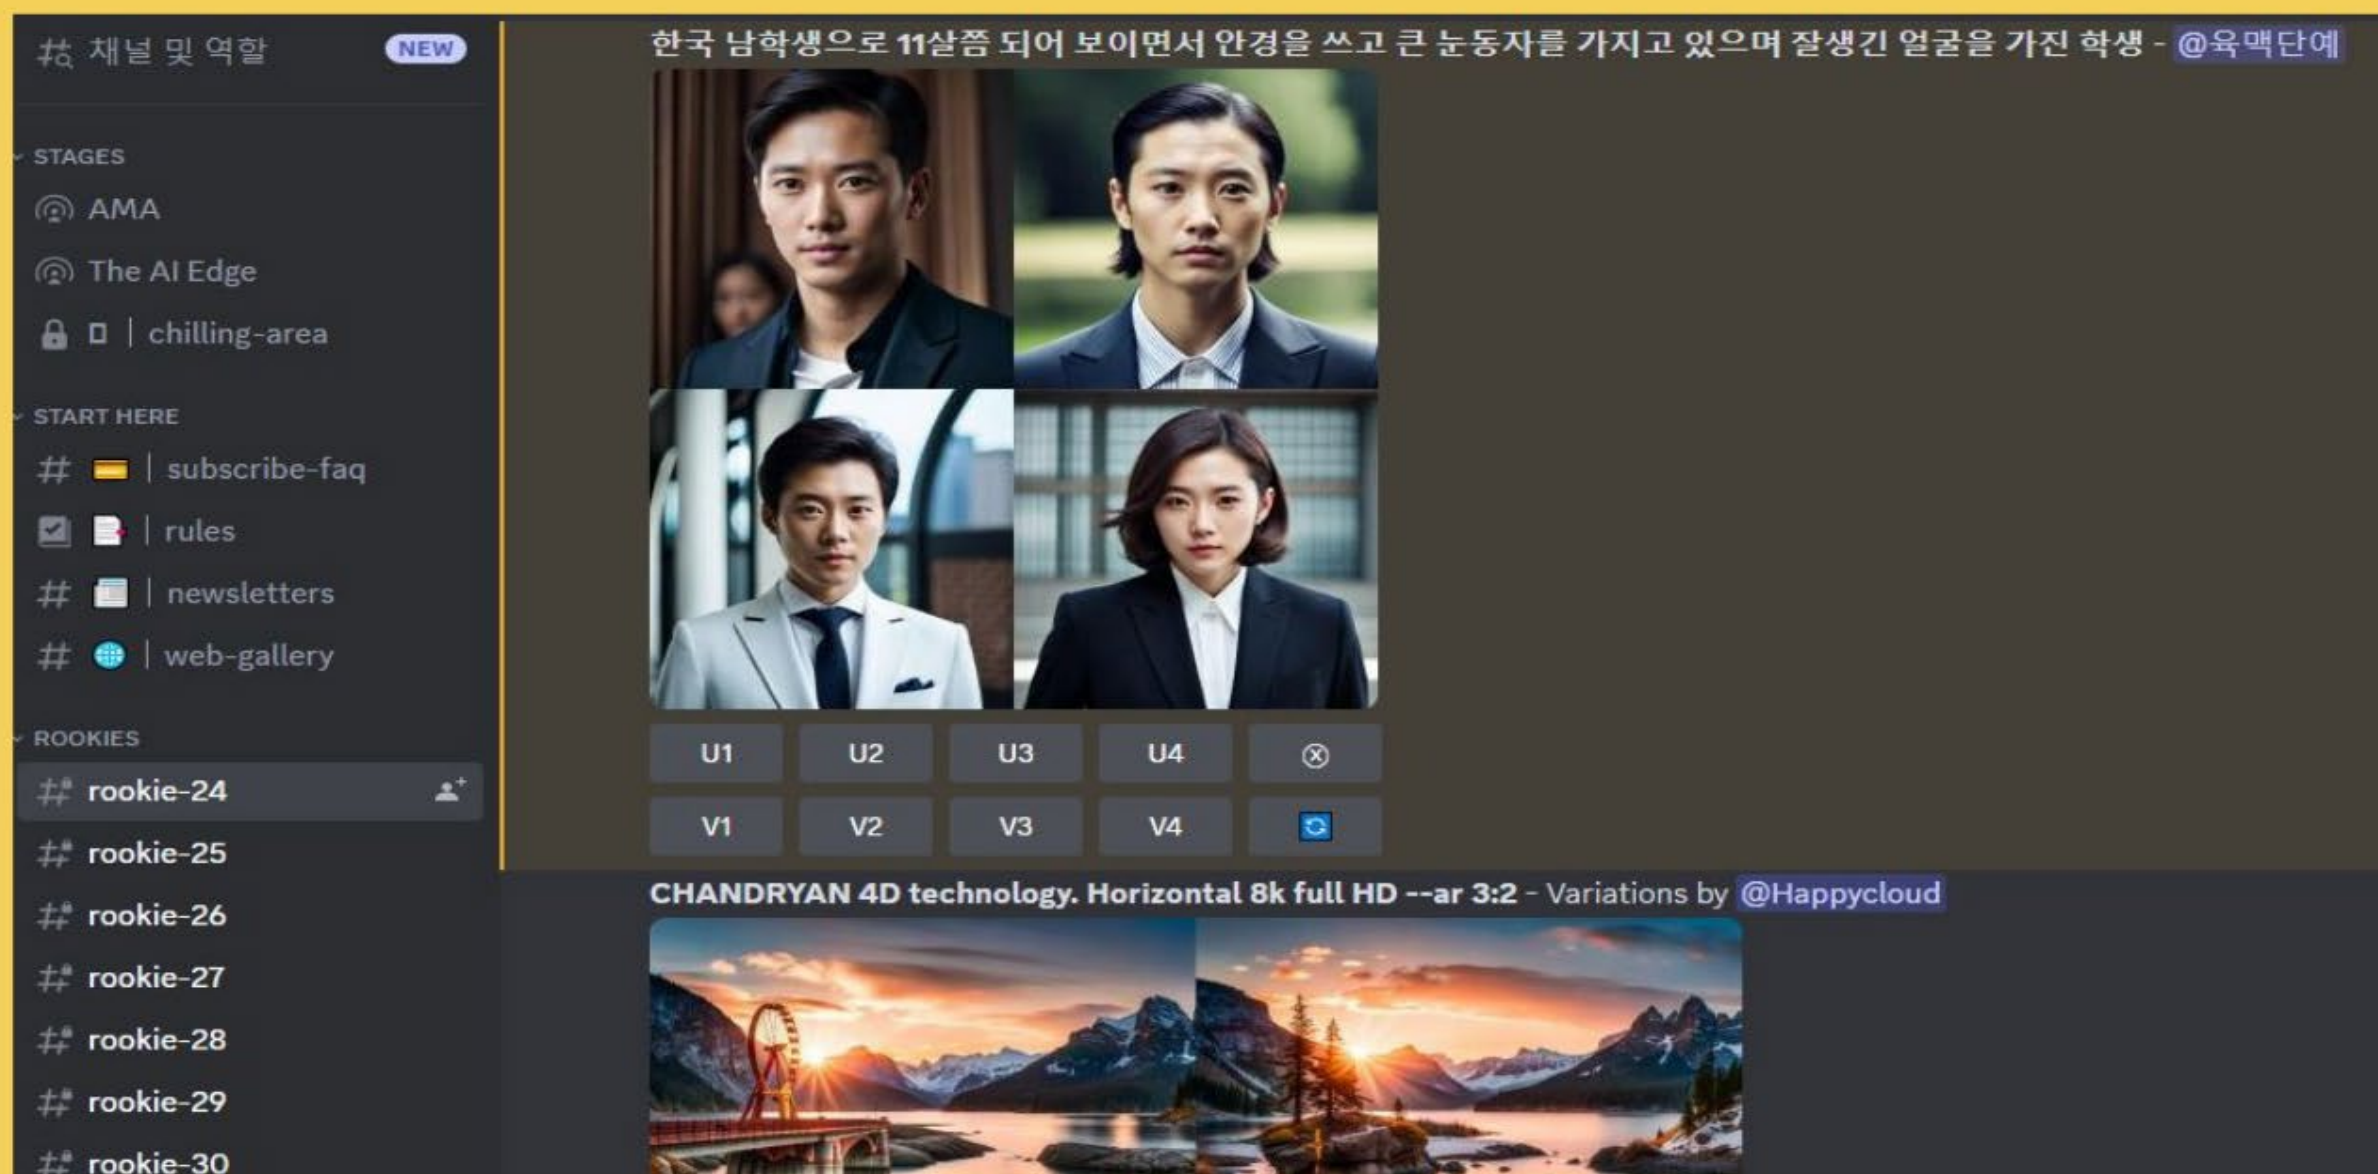 채널 및 역할 NEW
STAGES
AMA
The AI Edge
chilling-area
START HERE
subscribe-faq
rules
newsletters
web-gallery
ROOKIES
rookie-24
rookie-25
rookie-26
rookie-27
rookie-28
rookie-29
rookie-30
한국 남학생으로 11살쯤 되어 보이면서 안경을 쓰고 큰 눈동자를 가지고 있으며 잘생긴 얼굴을 가진 학생 - @육맥단예
U1 U2 U3 U4
V1 V2 V3 V4
CHANDRYAN 4D technology. Horizontal 8k full HD --ar 3:2 - Variations by @Happycloud